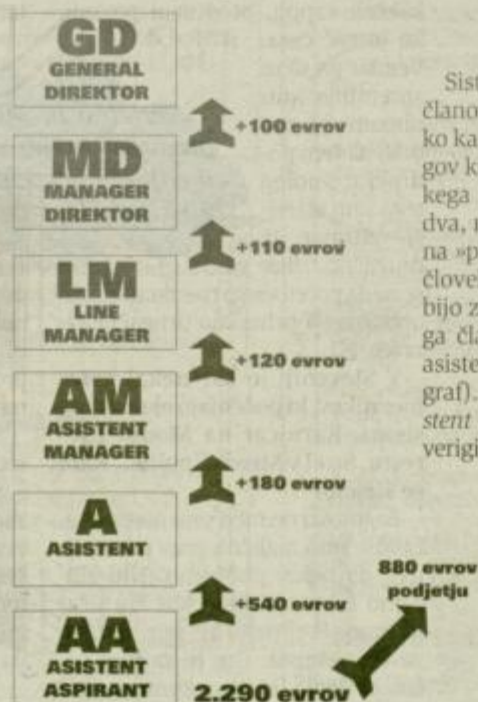 GD
GENERAL
DIREKTOR
+100 evrov
MD
MANAGER
DIREKTOR
+110 evrov
LM
LINE
MANAGER
+120 evrov
AM
ASISTENT
MANAGER
+180 evrov
A
ASISTENT
+540 evrov
AA
ASISTENT
ASPIRANT
2.290 evrov
880 evrov
podjetju
Sist
člano
ko ka
gov k
kega
dva, r
na »p
člove
bijo z
ga čla
asiste
graf).
stent
verigi